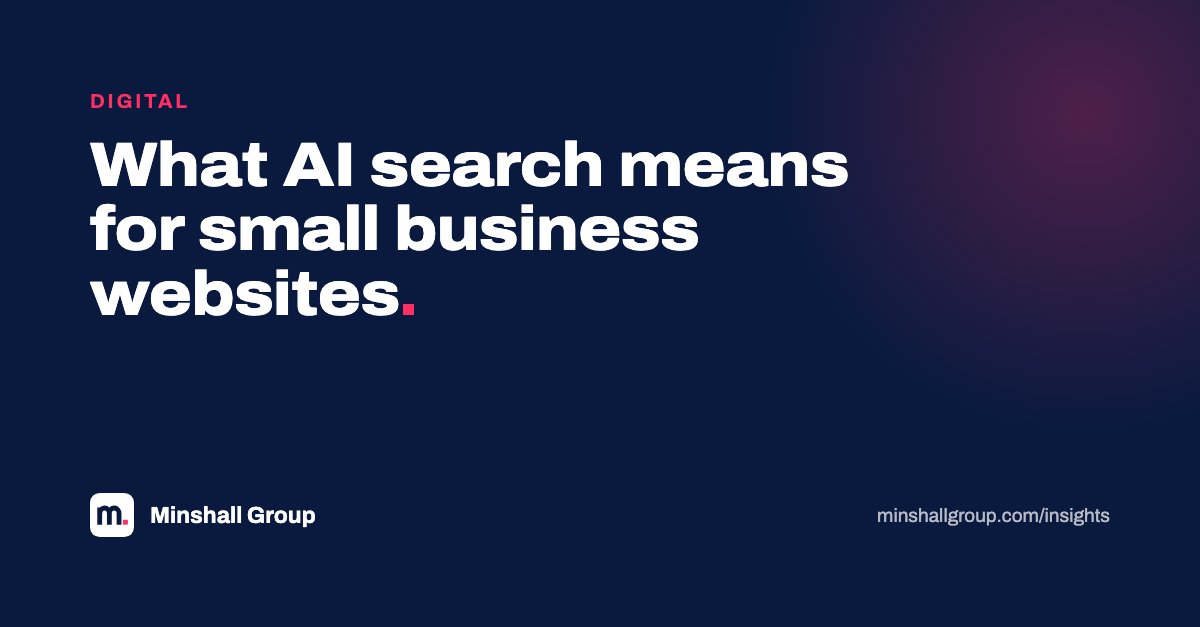 DIGITAL
What AI search means
for small business
websites.
m. Minshall Group
minshallgroup.com/insights